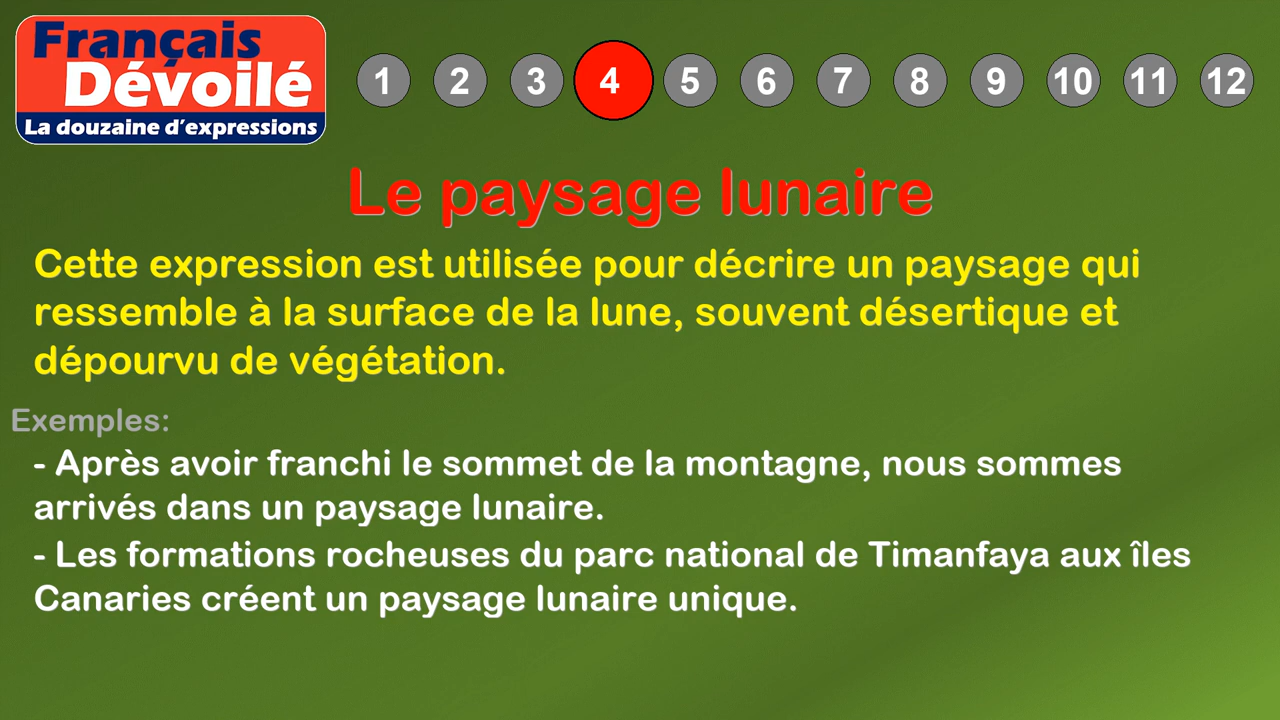 Français
Dévoilé
La douzaine d'expressions
1 2 3 4 5 6 7 8 9 10 11 12
Le paysage lunaire
Cette expression est utilisée pour décrire un paysage qui
ressemble à la surface de la lune, souvent désertique et
dépourvu de végétation.
Exemples:
- Après avoir franchi le sommet de la montagne, nous sommes
arrivés dans un paysage lunaire.
- Les formations rocheuses du parc national de Timanfaya aux îles
Canaries créent un paysage lunaire unique.